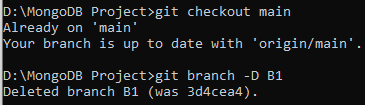 D:\MongoDB Project>git checkout main
Already on 'main'
Your branch is up to date with 'origin/main'.
D:\MongoDB Project>git branch -D B1
Deleted branch B1 (was 3d4cea4).